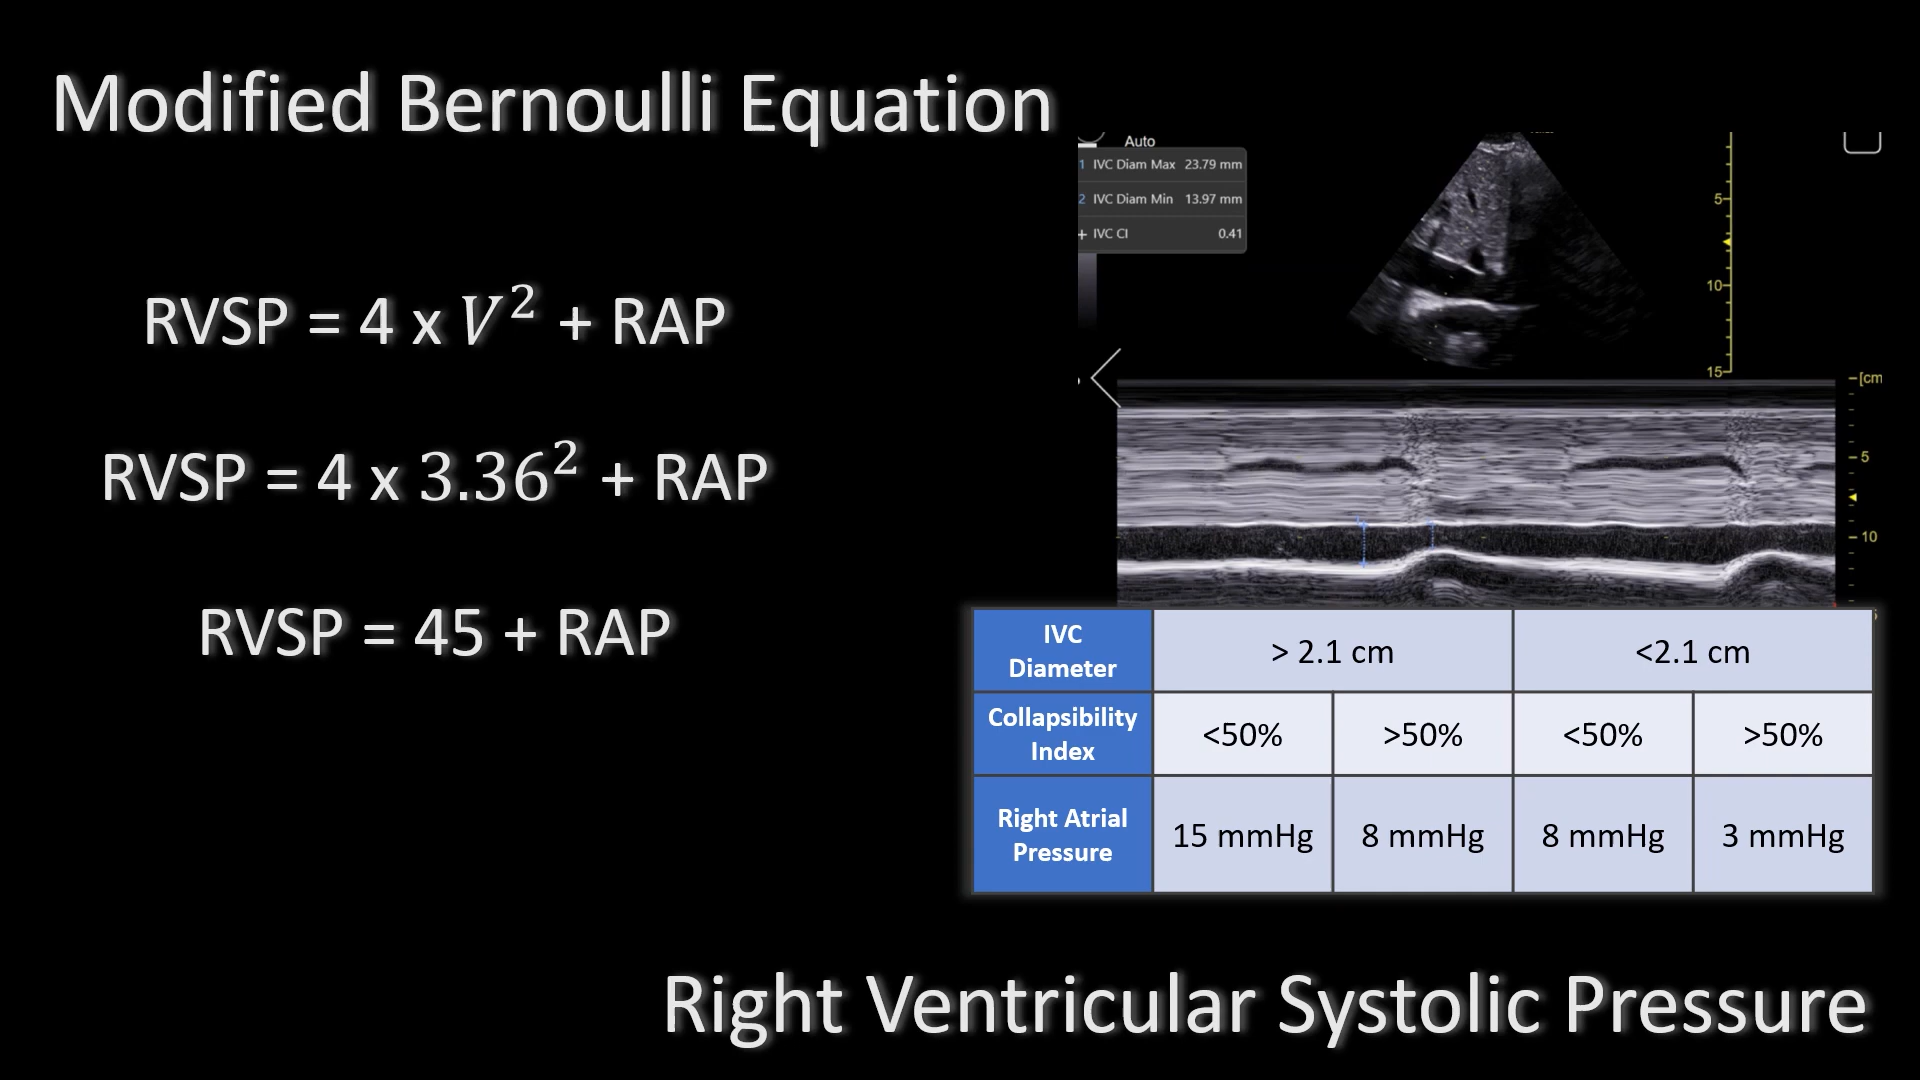 Modified Bernoulli Equation
RVSP = 4 x V² + RAP
RVSP = 4 x 3.36² + RAP
RVSP = 45 + RAP
Auto
1 IVC Diam Max 23.79 mm
2 IVC Diam Min 13.97 mm
+ IVC CI 0.41
5
10
15
[cm
5
10
IVC Diameter > 2.1 cm <2.1 cm
Collapsibility Index <50% >50% <50% >50%
Right Atrial Pressure 15 mmHg 8 mmHg 8 mmHg 3 mmHg
Right Ventricular Systolic Pressure